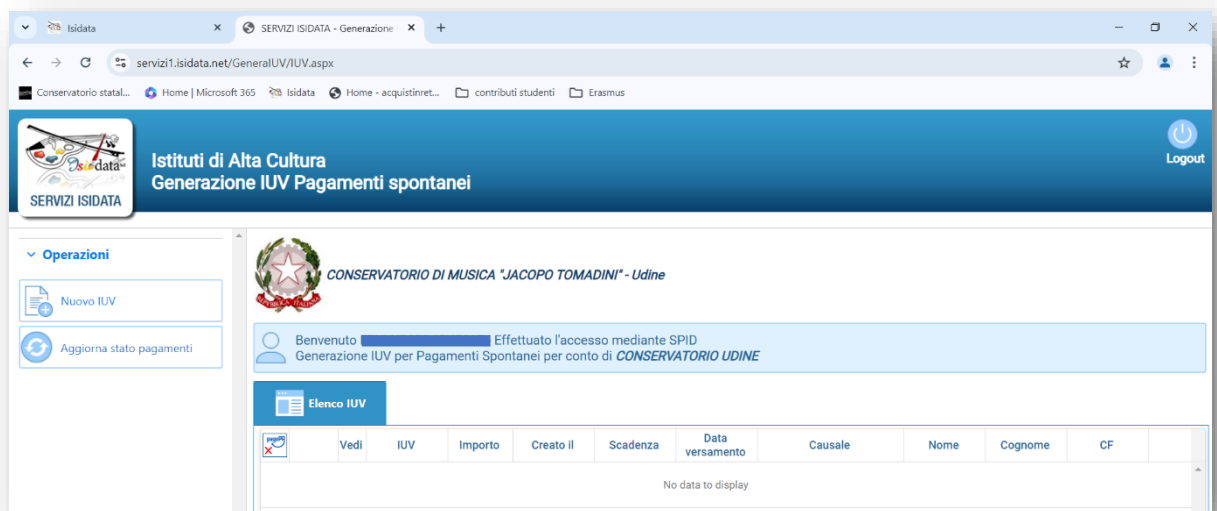 Isidata
SERVIZI ISIDATA - Generazione
servizi1.isidata.net/GeneralUV/IUV.aspx
Conservatorio statal... Home | Microsoft 365 Isidata Home - acquistinret... contributi studenti Erasmus
Isidata
SERVIZI ISIDATA
Istituti di Alta Cultura
Generazione IUV Pagamenti spontanei
Logout
Operazioni
Nuovo IUV
Aggiorna stato pagamenti
CONSERVATORIO DI MUSICA "JACOPO TOMADINI" - Udine
Benvenuto Effettuato l'accesso mediante SPID
Generazione IUV per Pagamenti Spontanei per conto di CONSERVATORIO UDINE
Elenco IUV
Vedi IUV Importo Creato il Scadenza Data versamento Causale Nome Cognome CF
No data to display